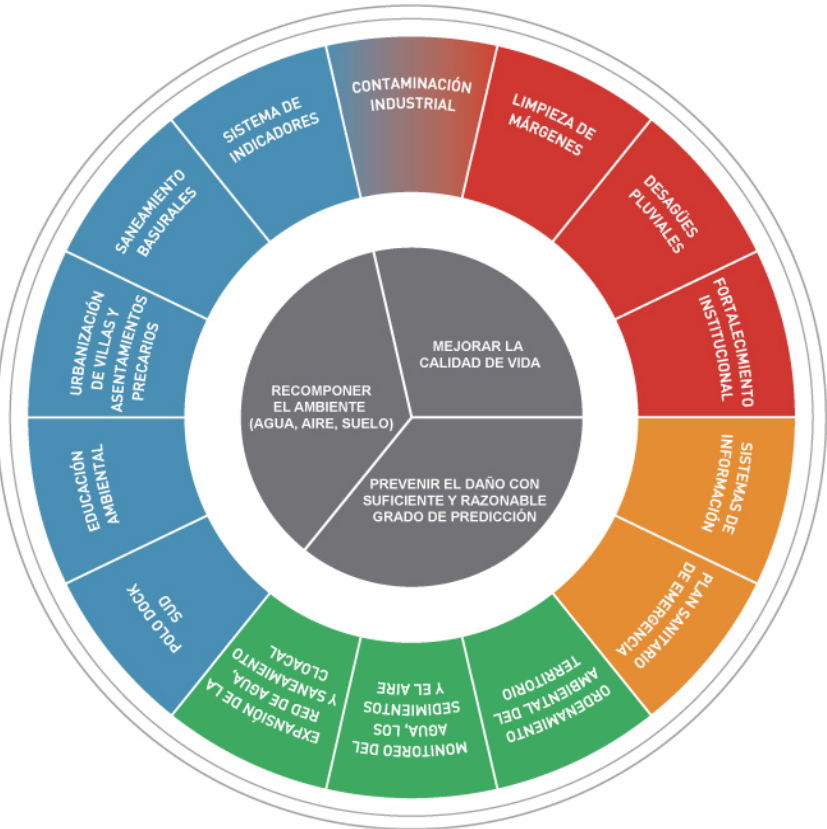 CONTAMINACIÓN
INDUSTRIAL
LIMPIEZA DE
MÁRGENES
DESAGÜES
PLUVIALES
FORTALECIMIENTO
INSTITUCIONAL
SISTEMAS DE
INFORMACIÓN
PLAN SANITARIO
DE EMERGENCIA
ORDENAMIENTO
AMBIENTAL DEL
TERRITORIO
MONITOREO DEL
AGUA, LOS
SEDIMIENTOS
Y EL AIRE
EXPANSIÓN DE LA
RED DE AGUA,
Y SANEAMIENTO
CLOACAL
POLO DOCK
SUD
EDUCACIÓN
AMBIENTAL
URBANIZACIÓN
DE VILLAS Y
ASENTAMIENTOS
PRECARIOS
SANEAMIENTO
BASURALES
SISTEMA DE
INDICADORES
MEJORAR LA
CALIDAD DE VIDA
RECOMPONER
EL AMBIENTE
(AGUA, AIRE, SUELO)
PREVENIR EL DAÑO CON
SUFICIENTE Y RAZONABLE
GRADO DE PREDICCIÓN